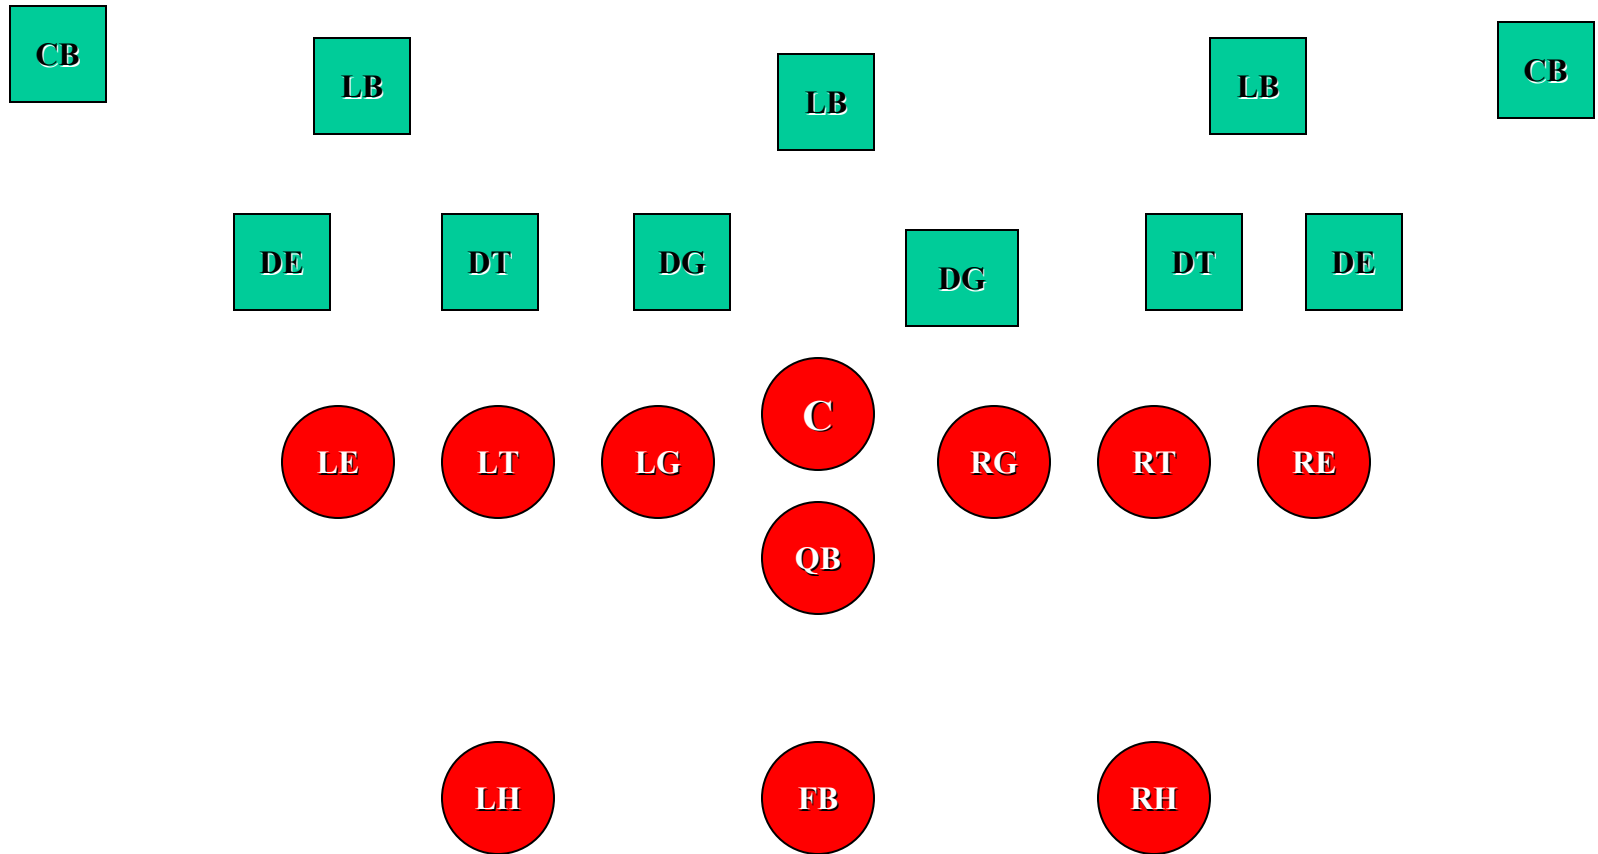 CB
LB
LB
LB
CB
DE
DT
DG
DG
DT
DE
C
LE
LT
LG
RG
RT
RE
QB
LH
FB
RH